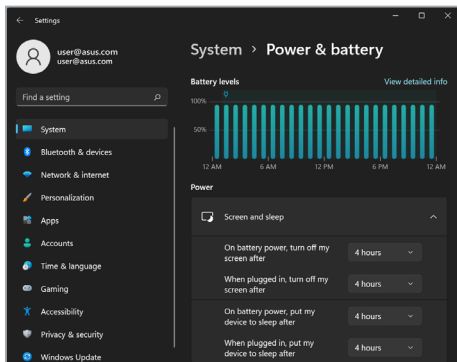 Settings
user@asus.com
user@asus.com
Find a setting
System
Bluetooth & devices
Network & internet
Personalization
Apps
Accounts
Time & language
Gaming
Accessibility
Privacy & security
Windows Update
System > Power & battery
Battery levels
View detailed info
100%
50%
12 AM 6 AM 12 PM 6 PM 12 AM
Power
Screen and sleep
On battery power, turn off my
screen after
4 hours
When plugged in, turn off my
screen after
4 hours
On battery power, put my
device to sleep after
4 hours
When plugged in, put my
device to sleep after
4 hours